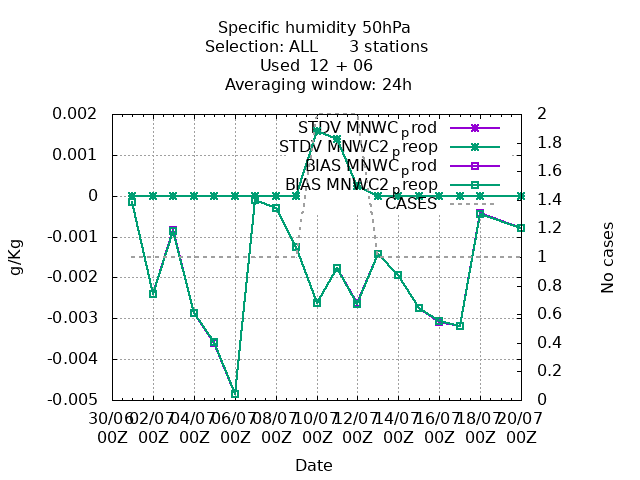 Specific humidity 50hPa
Selection: ALL 3 stations
Used 12 + 06
Averaging window: 24h
0.002
0.001
0
-0.001
-0.002
-0.003
-0.004
-0.005
g/Kg
STDV MNWC_prod
STDV MNWC2_preop
BIAS MNWC_prod
BIAS MNWC2_preop
CASES
2
1.8
1.6
1.4
1.2
1
0.8
0.6
0.4
0.2
0
No cases
30/06 02/07 04/07 06/07 08/07 10/07 12/07 14/07 16/07 18/07 20/07
00Z 00Z 00Z 00Z 00Z 00Z 00Z 00Z 00Z 00Z 00Z
Date